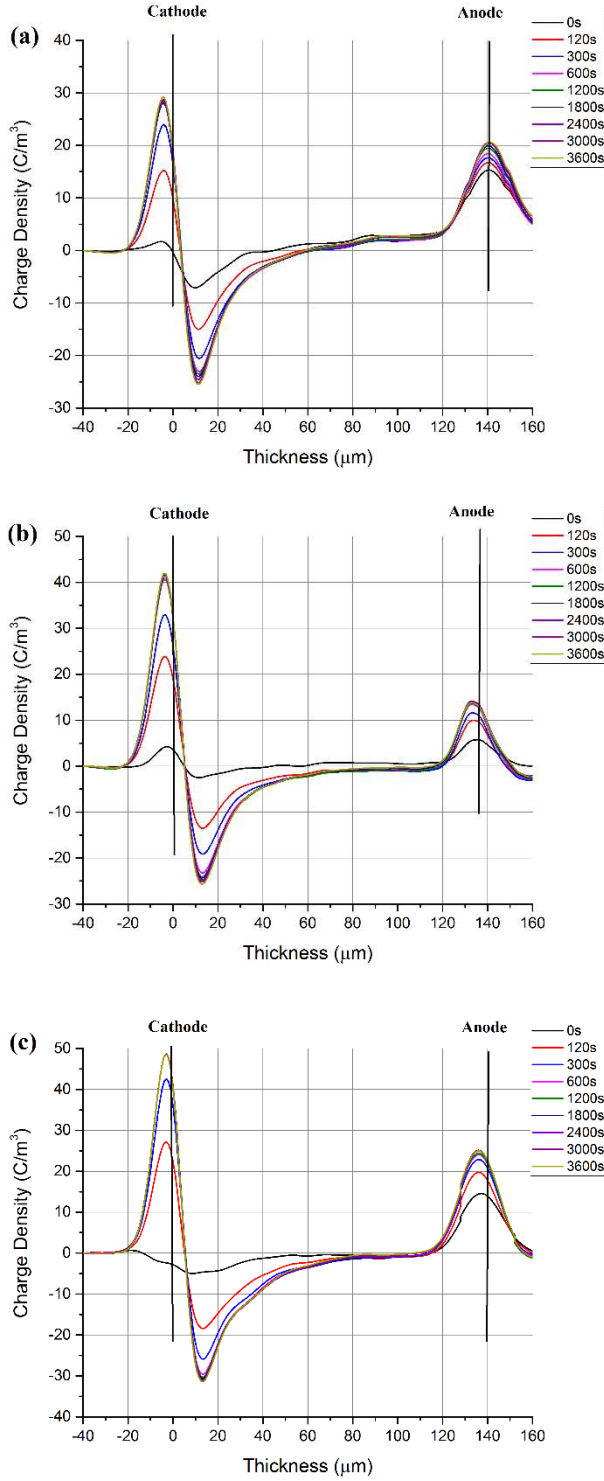 (a)
Cathode
Anode
0s
120s
300s
600s
1200s
1800s
2400s
3000s
3600s
Charge Density (C/m³)
40
30
20
10
0
-10
-20
-30
-40 -20 0 20 40 60 80 100 120 140 160
Thickness (μm)
(b)
Cathode
Anode
0s
120s
300s
600s
1200s
1800s
2400s
3000s
3600s
Charge Density (C/m³)
50
40
30
20
10
0
-10
-20
-30
-40 -20 0 20 40 60 80 100 120 140 160
Thickness (μm)
(c)
Cathode
Anode
0s
120s
300s
600s
1200s
1800s
2400s
3000s
3600s
Charge Density (C/m³)
50
40
30
20
10
0
-10
-20
-30
-40
-40 -20 0 20 40 60 80 100 120 140 160
Thickness (μm)